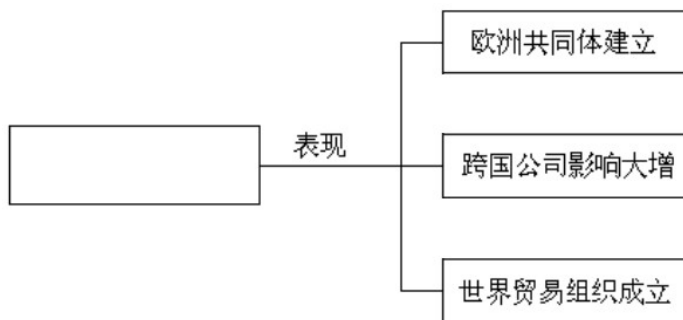 欧洲共同体建立
表现
跨国公司影响大增
世界贸易组织成立